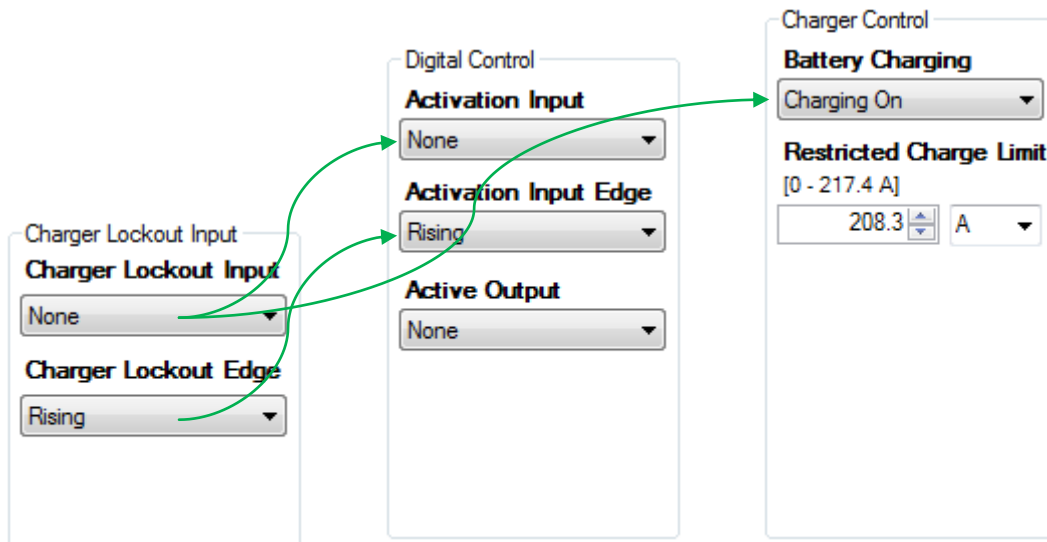 Charger Lockout Input
Charger Lockout Input
None
Charger Lockout Edge
Rising
Digital Control
Activation Input
None
Activation Input Edge
Rising
Active Output
None
Charger Control
Battery Charging
Charging On
Restricted Charge Limit
[0 - 217.4 A]
208.3 A